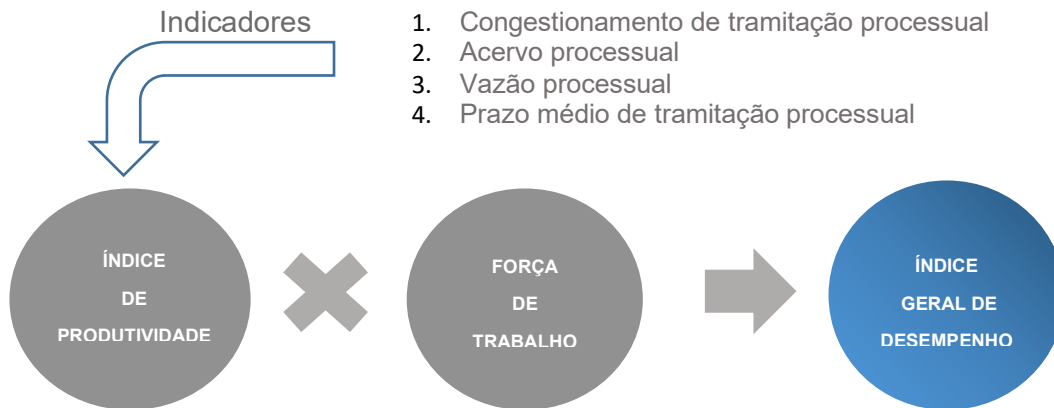 Indicadores
1. Congestionamento de tramitação processual
2. Acervo processual
3. Vazão processual
4. Prazo médio de tramitação processual
ÍNDICE
DE
PRODUTIVIDADE
FORÇA
DE
TRABALHO
ÍNDICE
GERAL DE
DESEMPENHO